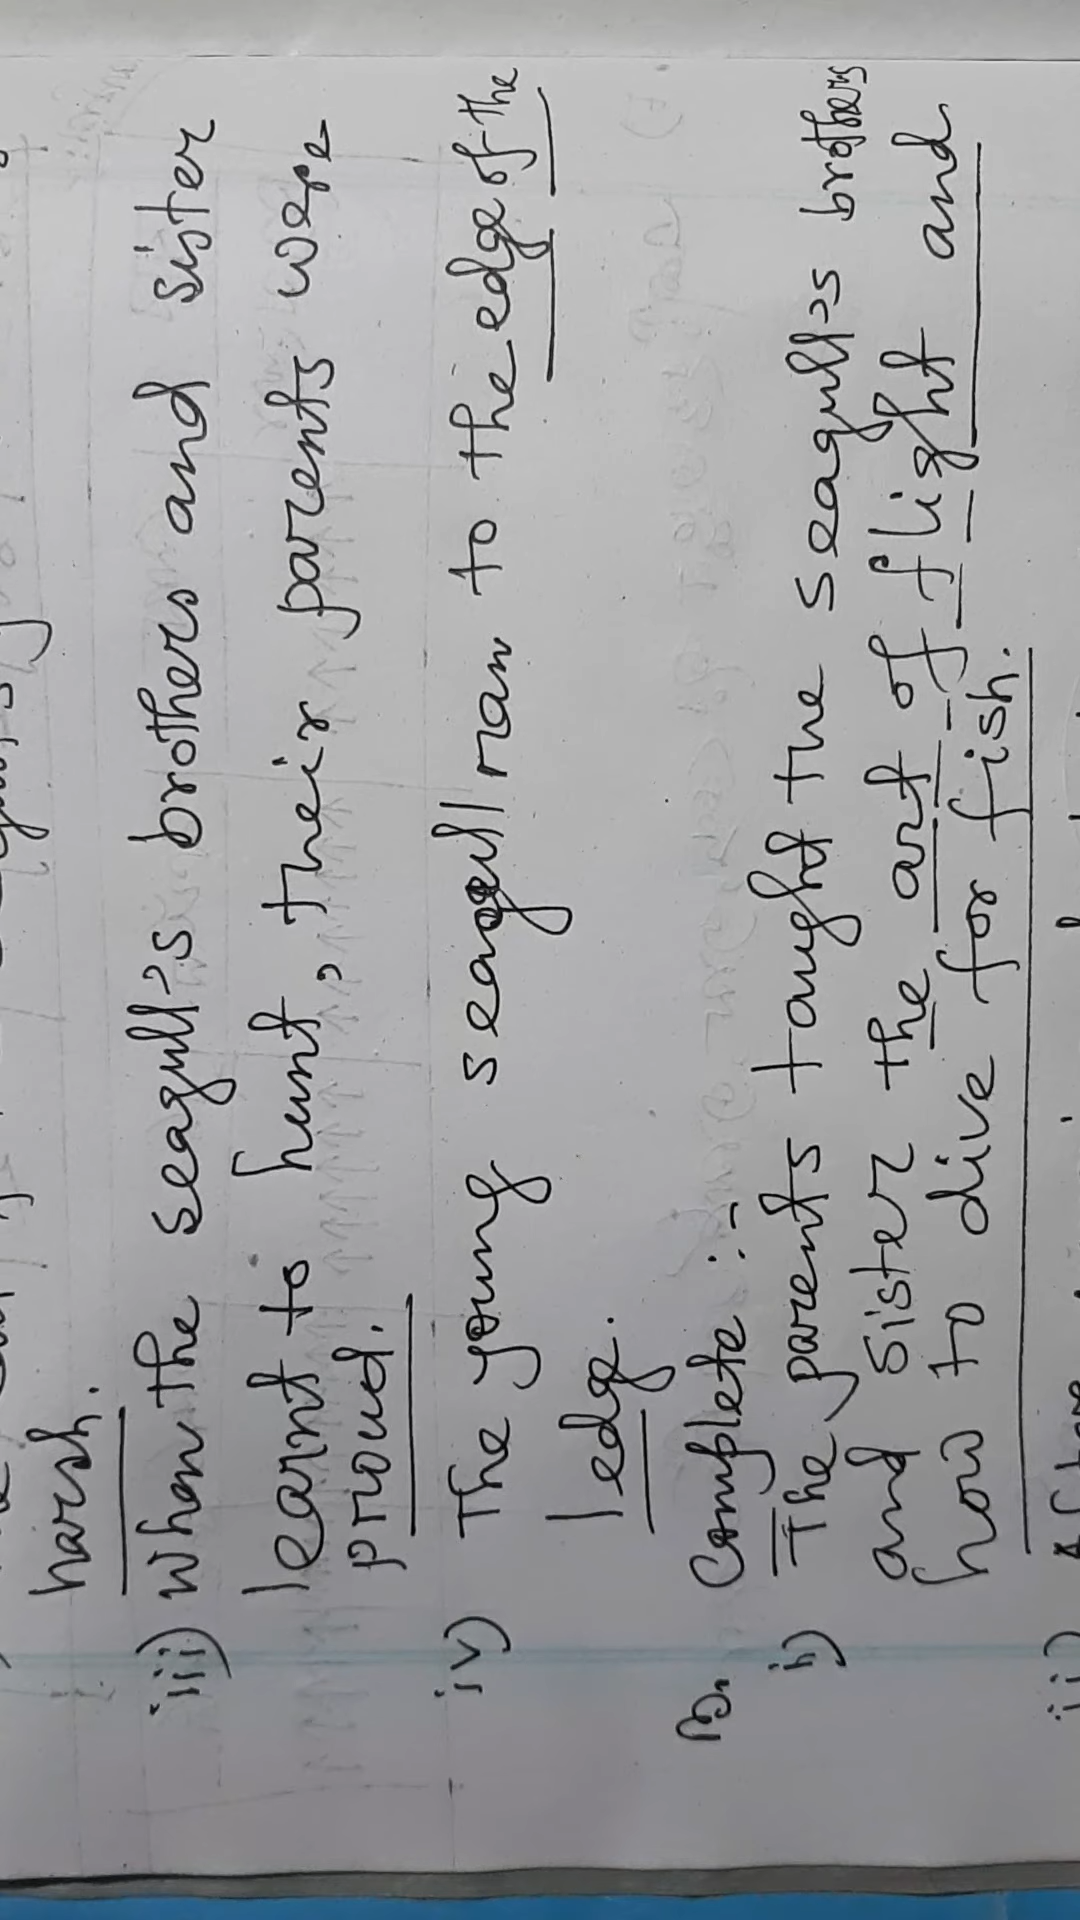 harsh.
iii) When the seagull's brothers and sister
learnt to hunt, their parents were
proud.
iv) The young seagull ran to the edge of the
ledge.
B. Complete :-
i) The parents taught the seagull's brothers
and sister the art of flight and
how to dive for fish.
ii) After